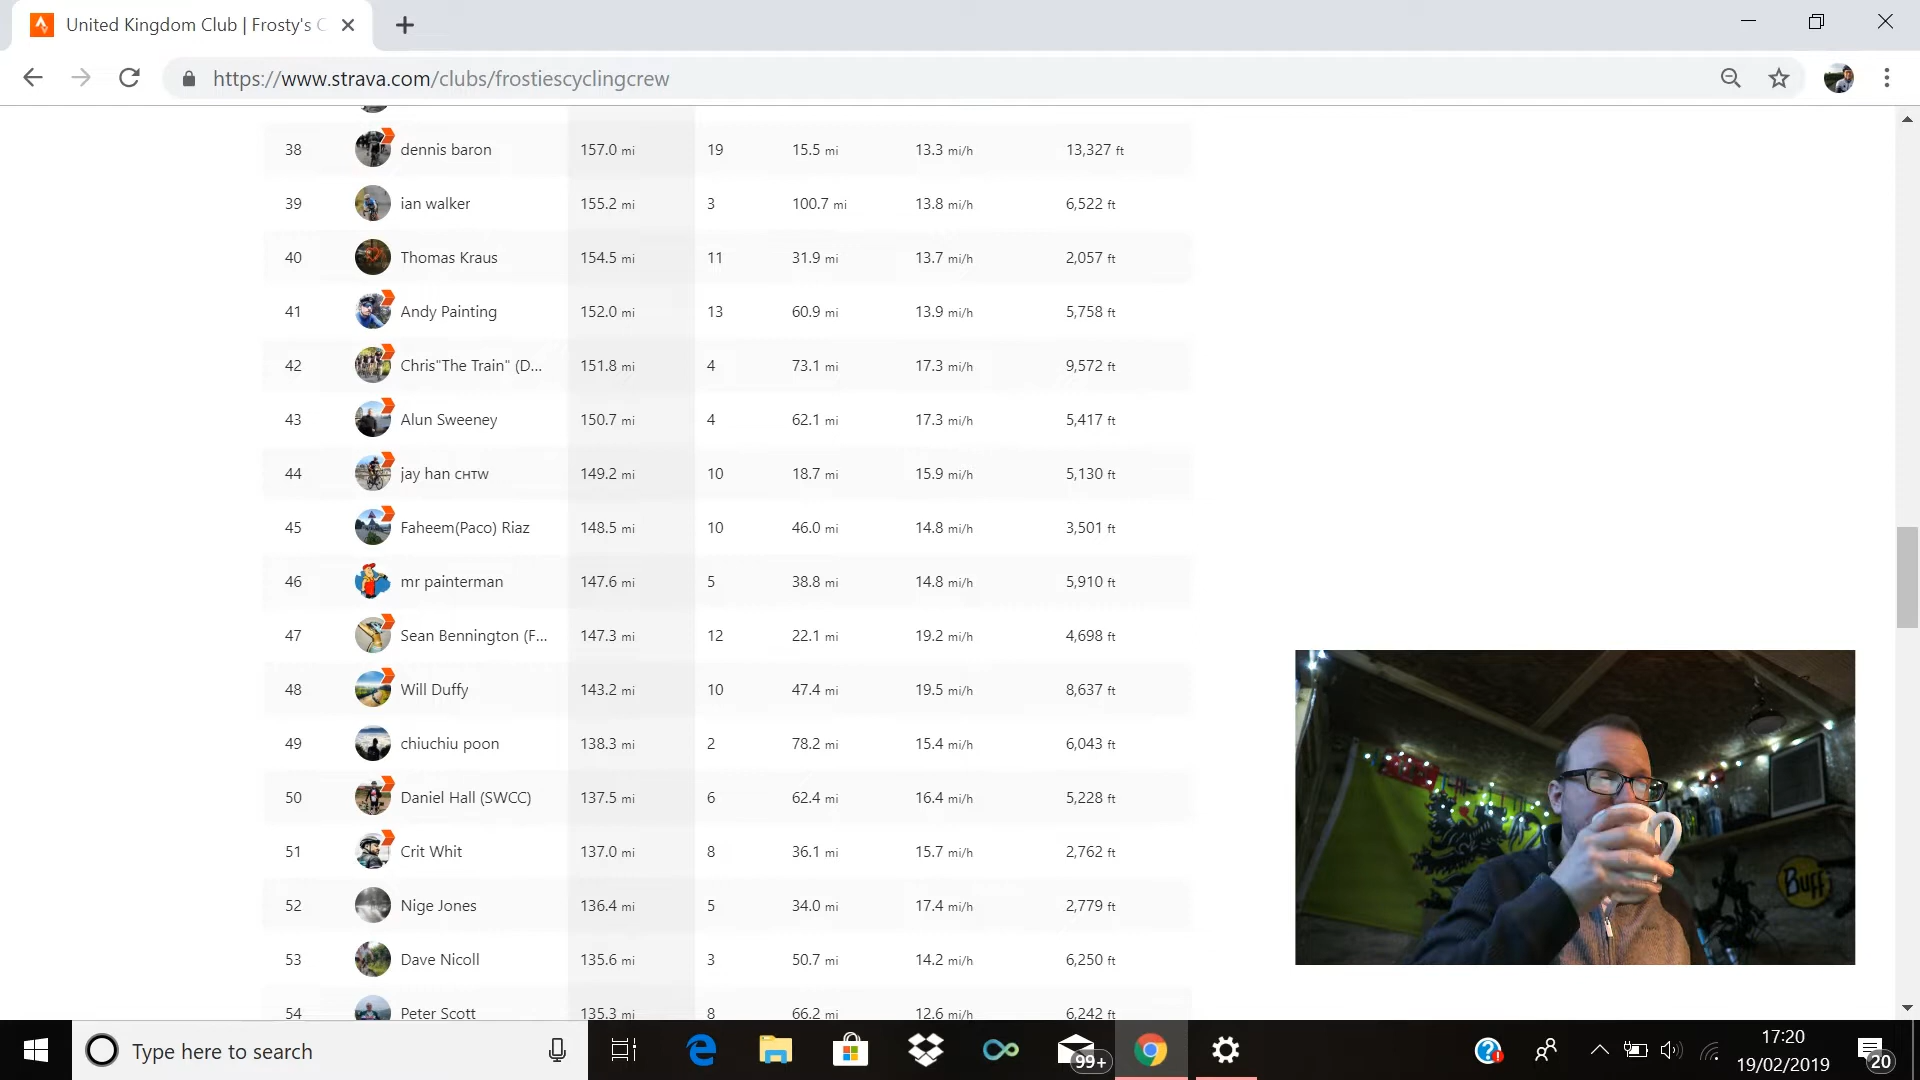 United Kingdom Club | Frosty's C
https://www.strava.com/clubs/frostiescyclingcrew
38 dennis baron 157.0 mi 19 15.5 mi 13.3 mi/h 13,327 ft
39 ian walker 155.2 mi 3 100.7 mi 13.8 mi/h 6,522 ft
40 Thomas Kraus 154.5 mi 11 31.9 mi 13.7 mi/h 2,057 ft
41 Andy Painting 152.0 mi 13 60.9 mi 13.9 mi/h 5,758 ft
42 Chris"The Train" (D... 151.8 mi 4 73.1 mi 17.3 mi/h 9,572 ft
43 Alun Sweeney 150.7 mi 4 62.1 mi 17.3 mi/h 5,417 ft
44 jay han CHTW 149.2 mi 10 18.7 mi 15.9 mi/h 5,130 ft
45 Faheem(Paco) Riaz 148.5 mi 10 46.0 mi 14.8 mi/h 3,501 ft
46 mr painterman 147.6 mi 5 38.8 mi 14.8 mi/h 5,910 ft
47 Sean Bennington (F... 147.3 mi 12 22.1 mi 19.2 mi/h 4,698 ft
48 Will Duffy 143.2 mi 10 47.4 mi 19.5 mi/h 8,637 ft
49 chiuchiu poon 138.3 mi 2 78.2 mi 15.4 mi/h 6,043 ft
50 Daniel Hall (SWCC) 137.5 mi 6 62.4 mi 16.4 mi/h 5,228 ft
51 Crit Whit 137.0 mi 8 36.1 mi 15.7 mi/h 2,762 ft
52 Nige Jones 136.4 mi 5 34.0 mi 17.4 mi/h 2,779 ft
53 Dave Nicoll 135.6 mi 3 50.7 mi 14.2 mi/h 6,250 ft
54 Peter Scott 135.3 mi 8 66.2 mi 12.6 mi/h 6,242 ft
BUFF
Type here to search
99+
17:20
19/02/2019
20